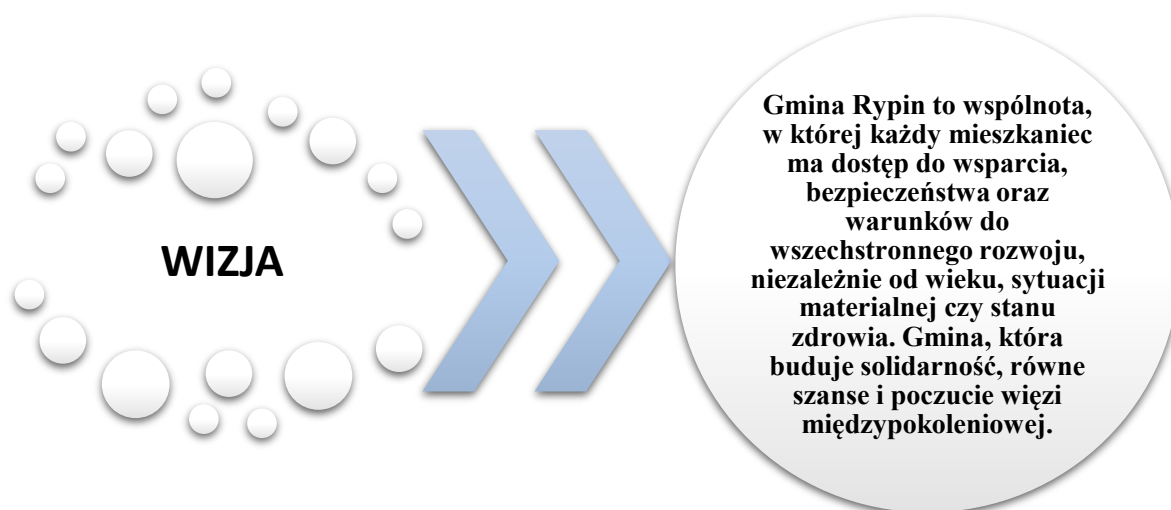 WIZJA
Gmina Rypin to wspólnota,
w której każdy mieszkaniec
ma dostęp do wsparcia,
bezpieczeństwa oraz
warunków do
wszechstronnego rozwoju,
niezależnie od wieku, sytuacji
materialnej czy stanu
zdrowia. Gmina, która
buduje solidarność, równe
szanse i poczucie więzi
międzypokoleniowej.